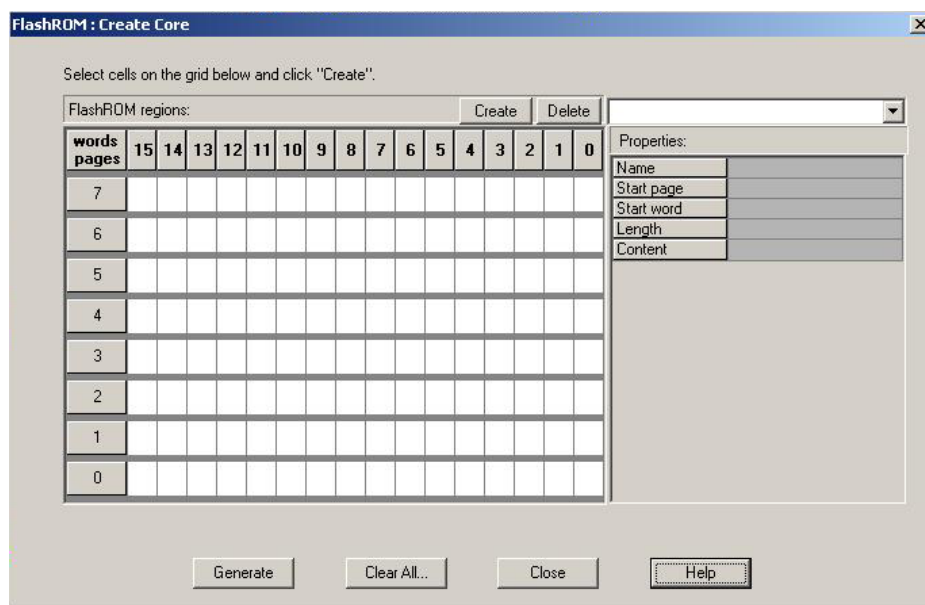 FlashROM : Create Core
Select cells on the grid below and click "Create".
FlashROM regions: Create Delete
words pages 15 14 13 12 11 10 9 8 7 6 5 4 3 2 1 0
7
6
5
4
3
2
1
0
Properties:
Name
Start page
Start word
Length
Content
Generate Clear All... Close Help